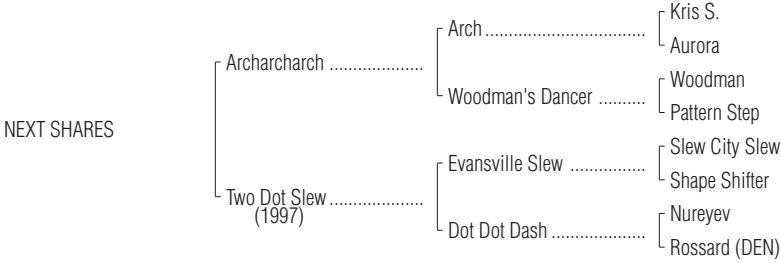 Kris S.
Arch ................................
Aurora
Archarcharch ....................
Woodman
Woodman's Dancer ..........
Pattern Step
NEXT SHARES
Slew City Slew
Evansville Slew ................
Shape Shifter
Two Dot Slew ....................
(1997)
Nureyev
Dot Dot Dash ....................
Rossard (DEN)